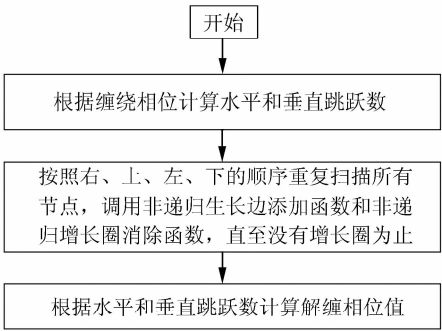 开始
根据缠绕相位计算水平和垂直跳跃数
按照右、上、左、下的顺序重复扫描所有
节点，调用非递归生长边添加函数和非递
归增长圈消除函数，直至没有增长圈为止
根据水平和垂直跳跃数计算解缠相位值